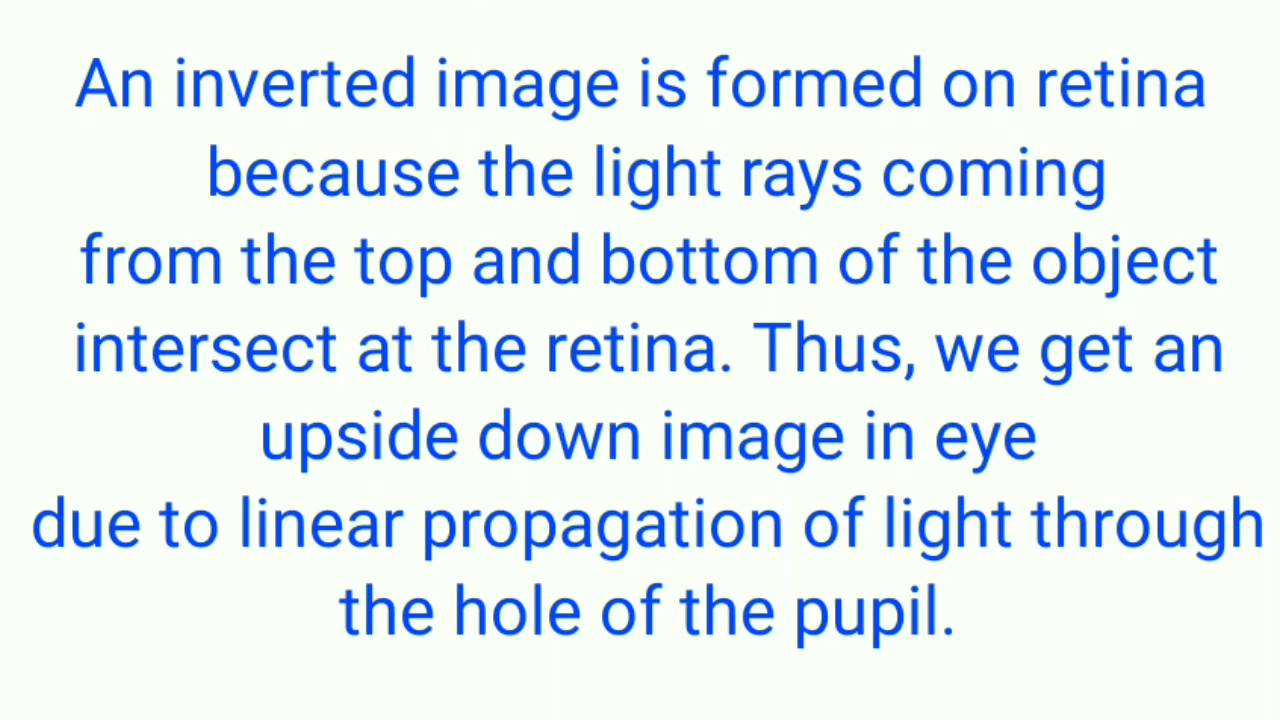 An inverted image is formed on retina
because the light rays coming
from the top and bottom of the object
intersect at the retina. Thus, we get an
upside down image in eye
due to linear propagation of light through
the hole of the pupil.